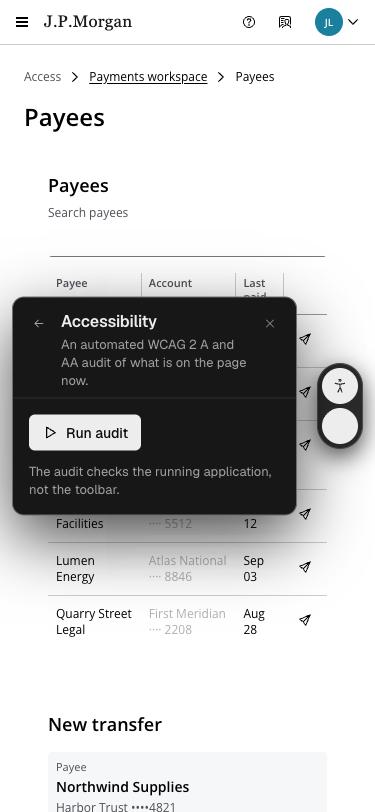 J.P.Morgan
JL
Access
Payments workspace
Payees
Payees
Payees
Search payees
Payee
Account
Last
paid
Accessibility
An automated WCAG 2 A and
AA audit of what is on the page
now.
Run audit
The audit checks the running application,
not the toolbar.
Facilities
···· 5512
12
Lumen
Energy
Atlas National
···· 8846
Sep
03
Quarry Street
Legal
First Meridian
···· 2208
Aug
28
New transfer
Payee
Northwind Supplies
Harbor Trust ••••4821